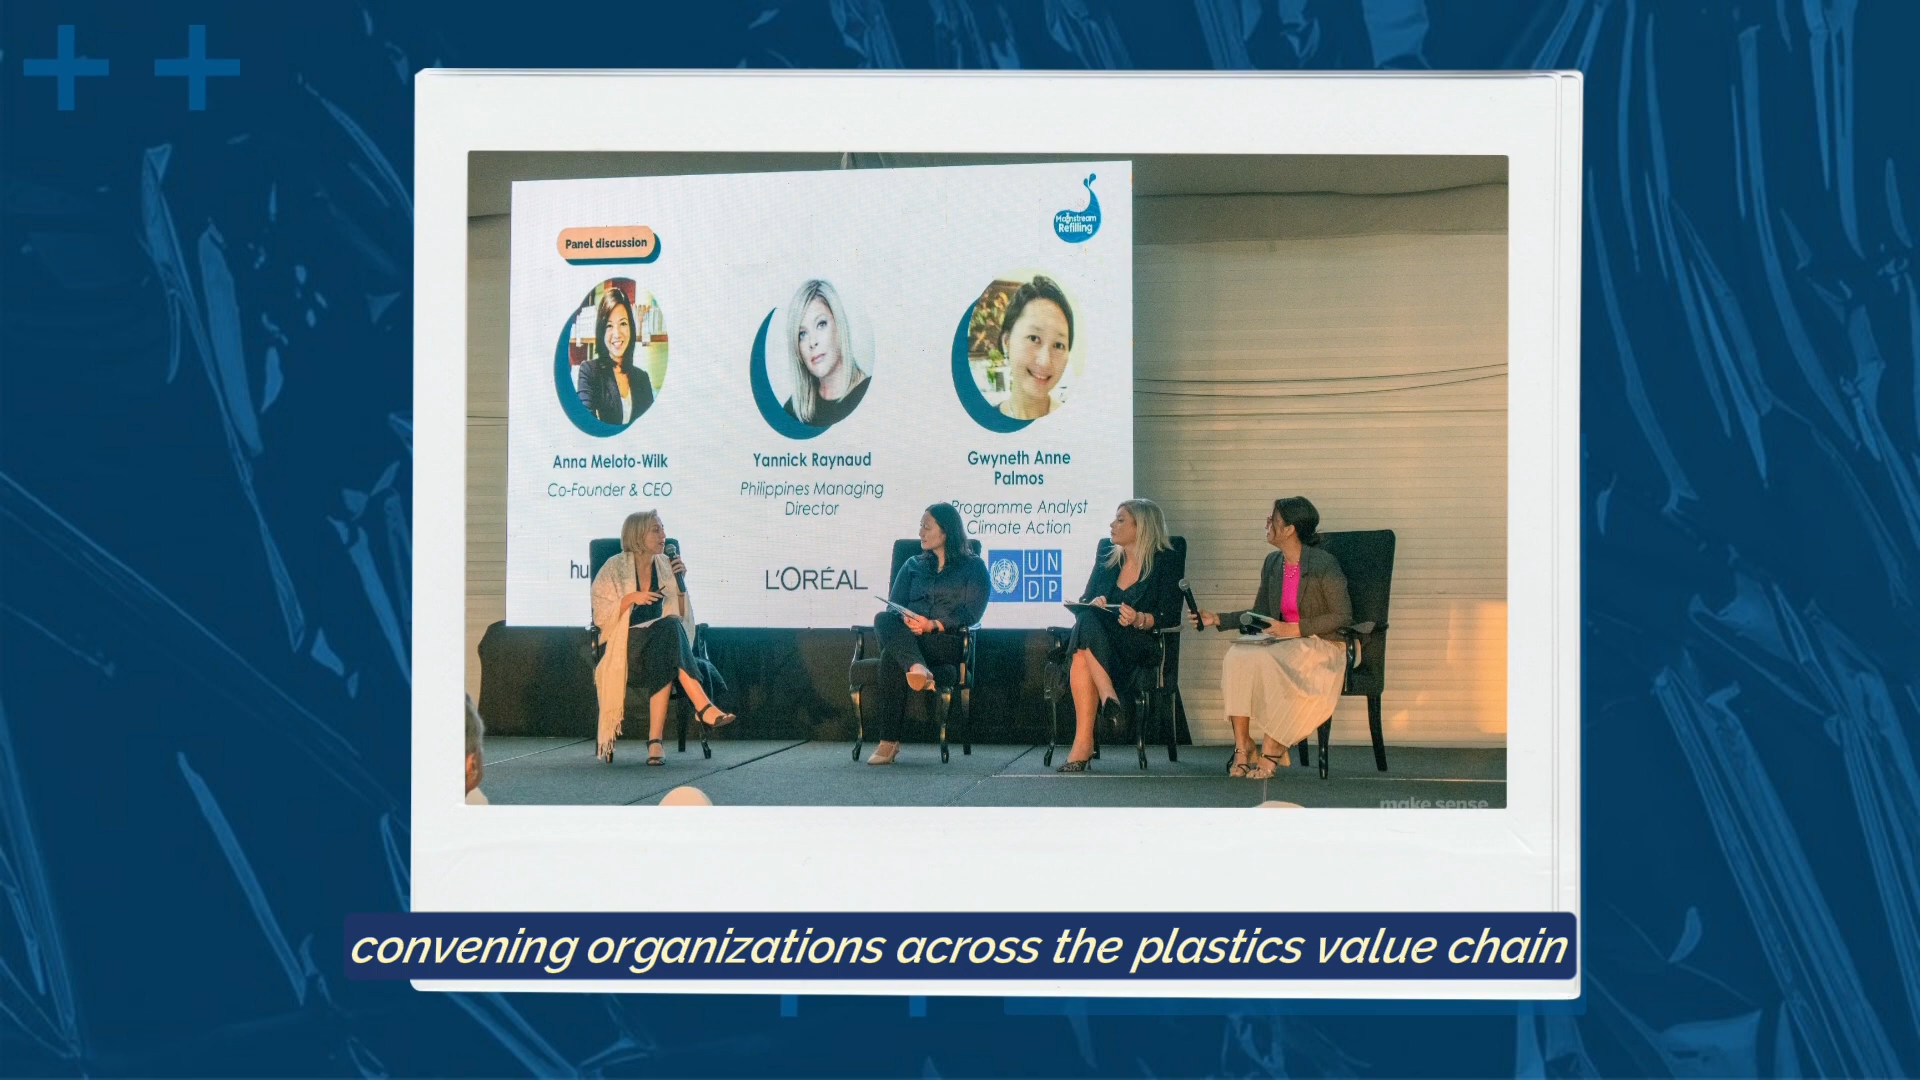 Panel discussion
Mainstream
Refilling
Anna Meloto-Wilk
Co-Founder & CEO
Yannick Raynaud
Philippines Managing
Director
L'ORÉAL
Gwyneth Anne
Palmos
Programme Analyst
Climate Action
UN
DP
make sense
convening organizations across the plastics value chain